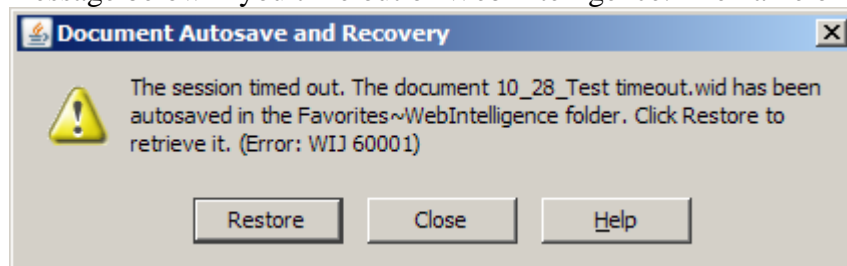 Document Autosave and Recovery
The session timed out. The document 10_28_Test timeout.wid has been
autosaved in the Favorites~WebIntelligence folder. Click Restore to
retrieve it. (Error: WIJ 60001)
Restore Close Help